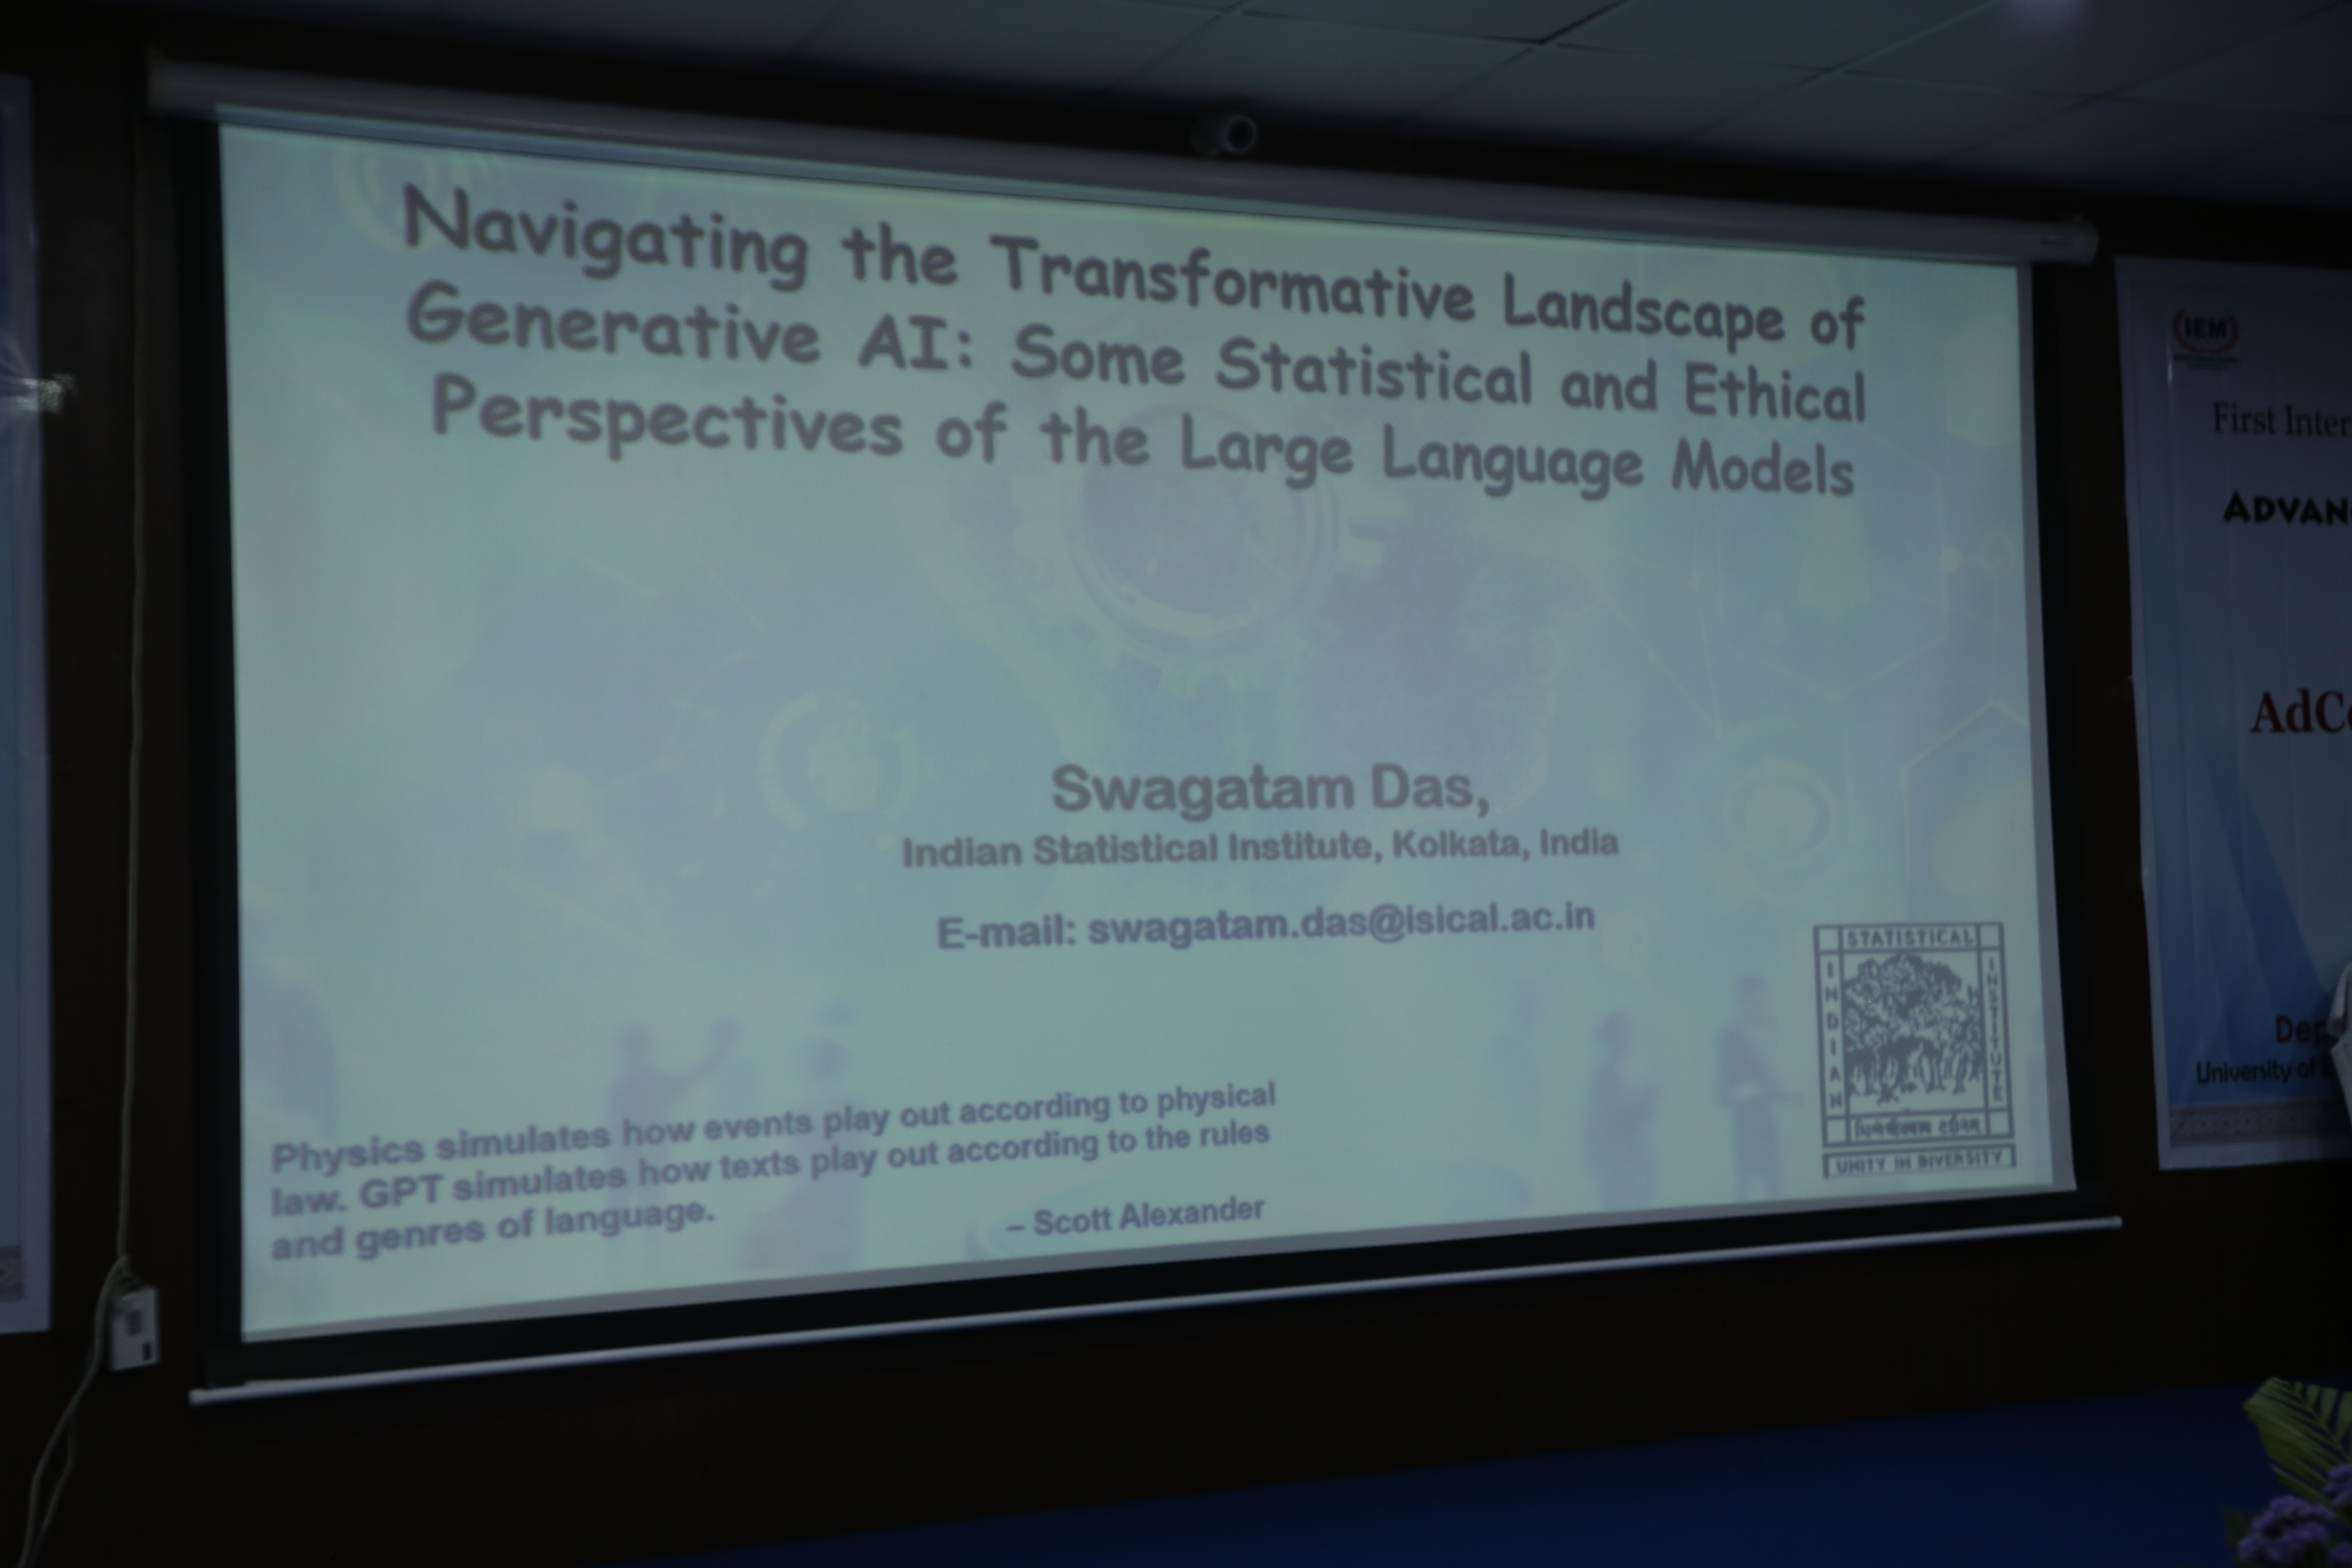 Navigating the Transformative Landscape of
Generative AI: Some Statistical and Ethical
Perspectives of the Large Language Models
Swagatam Das,
Indian Statistical Institute, Kolkata, India
E-mail: swagatam.das@isical.ac.in
Physics simulates how events play out according to physical
law. GPT simulates how texts play out according to the rules
and genres of language.
– Scott Alexander
STATISTICAL
INDIAN
INSTITUTE
UNITY IN DIVERSITY
IEM
First Inter
ADVAN
AdC
Dep
University of